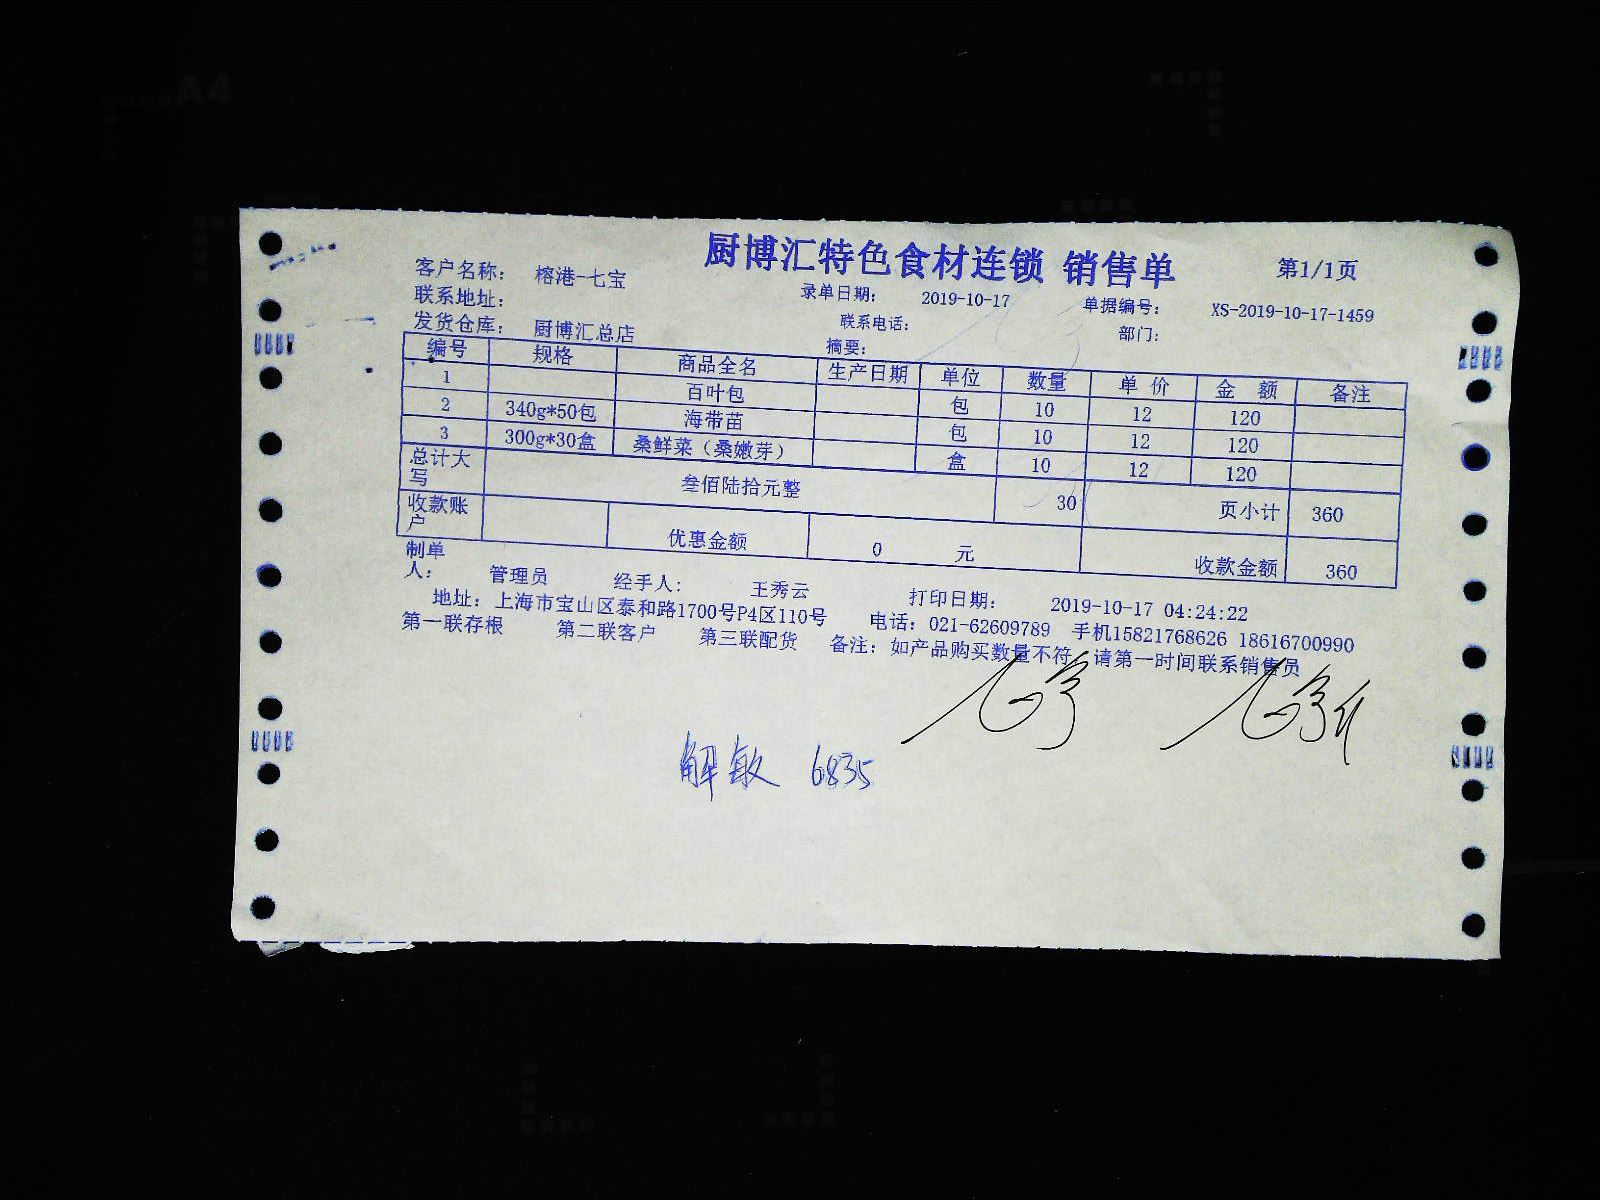 厨博汇特色食材连锁 销售单 第1/1页
客户名称： 榕港-七宝 录单日期： 2019-10-17 单据编号： XS-2019-10-17-1459
联系地址： 联系电话： 部门：
发货仓库： 厨博汇总店 摘要：
编号 规格 商品全名 生产日期 单位 数量 单 价 金 额 备注
1 百叶包 包 10 12 120
2 340g*50包 海带苗 包 10 12 120
3 300g*30盒 桑鲜菜（桑嫩芽） 盒 10 12 120
总计大写 叁佰陆拾元整 30 页小计 360
收款账户 优惠金额 0 元 收款金额 360
制单人： 管理员 经手人： 王秀云 打印日期： 2019-10-17 04:24:22
地址：上海市宝山区泰和路1700号P4区110号 电话：021-62609789 手机15821768626 18616700990
第一联存根 第二联客户 第三联配货 备注：如产品购买数量不符，请第一时间联系销售员
解敏 6835
A4